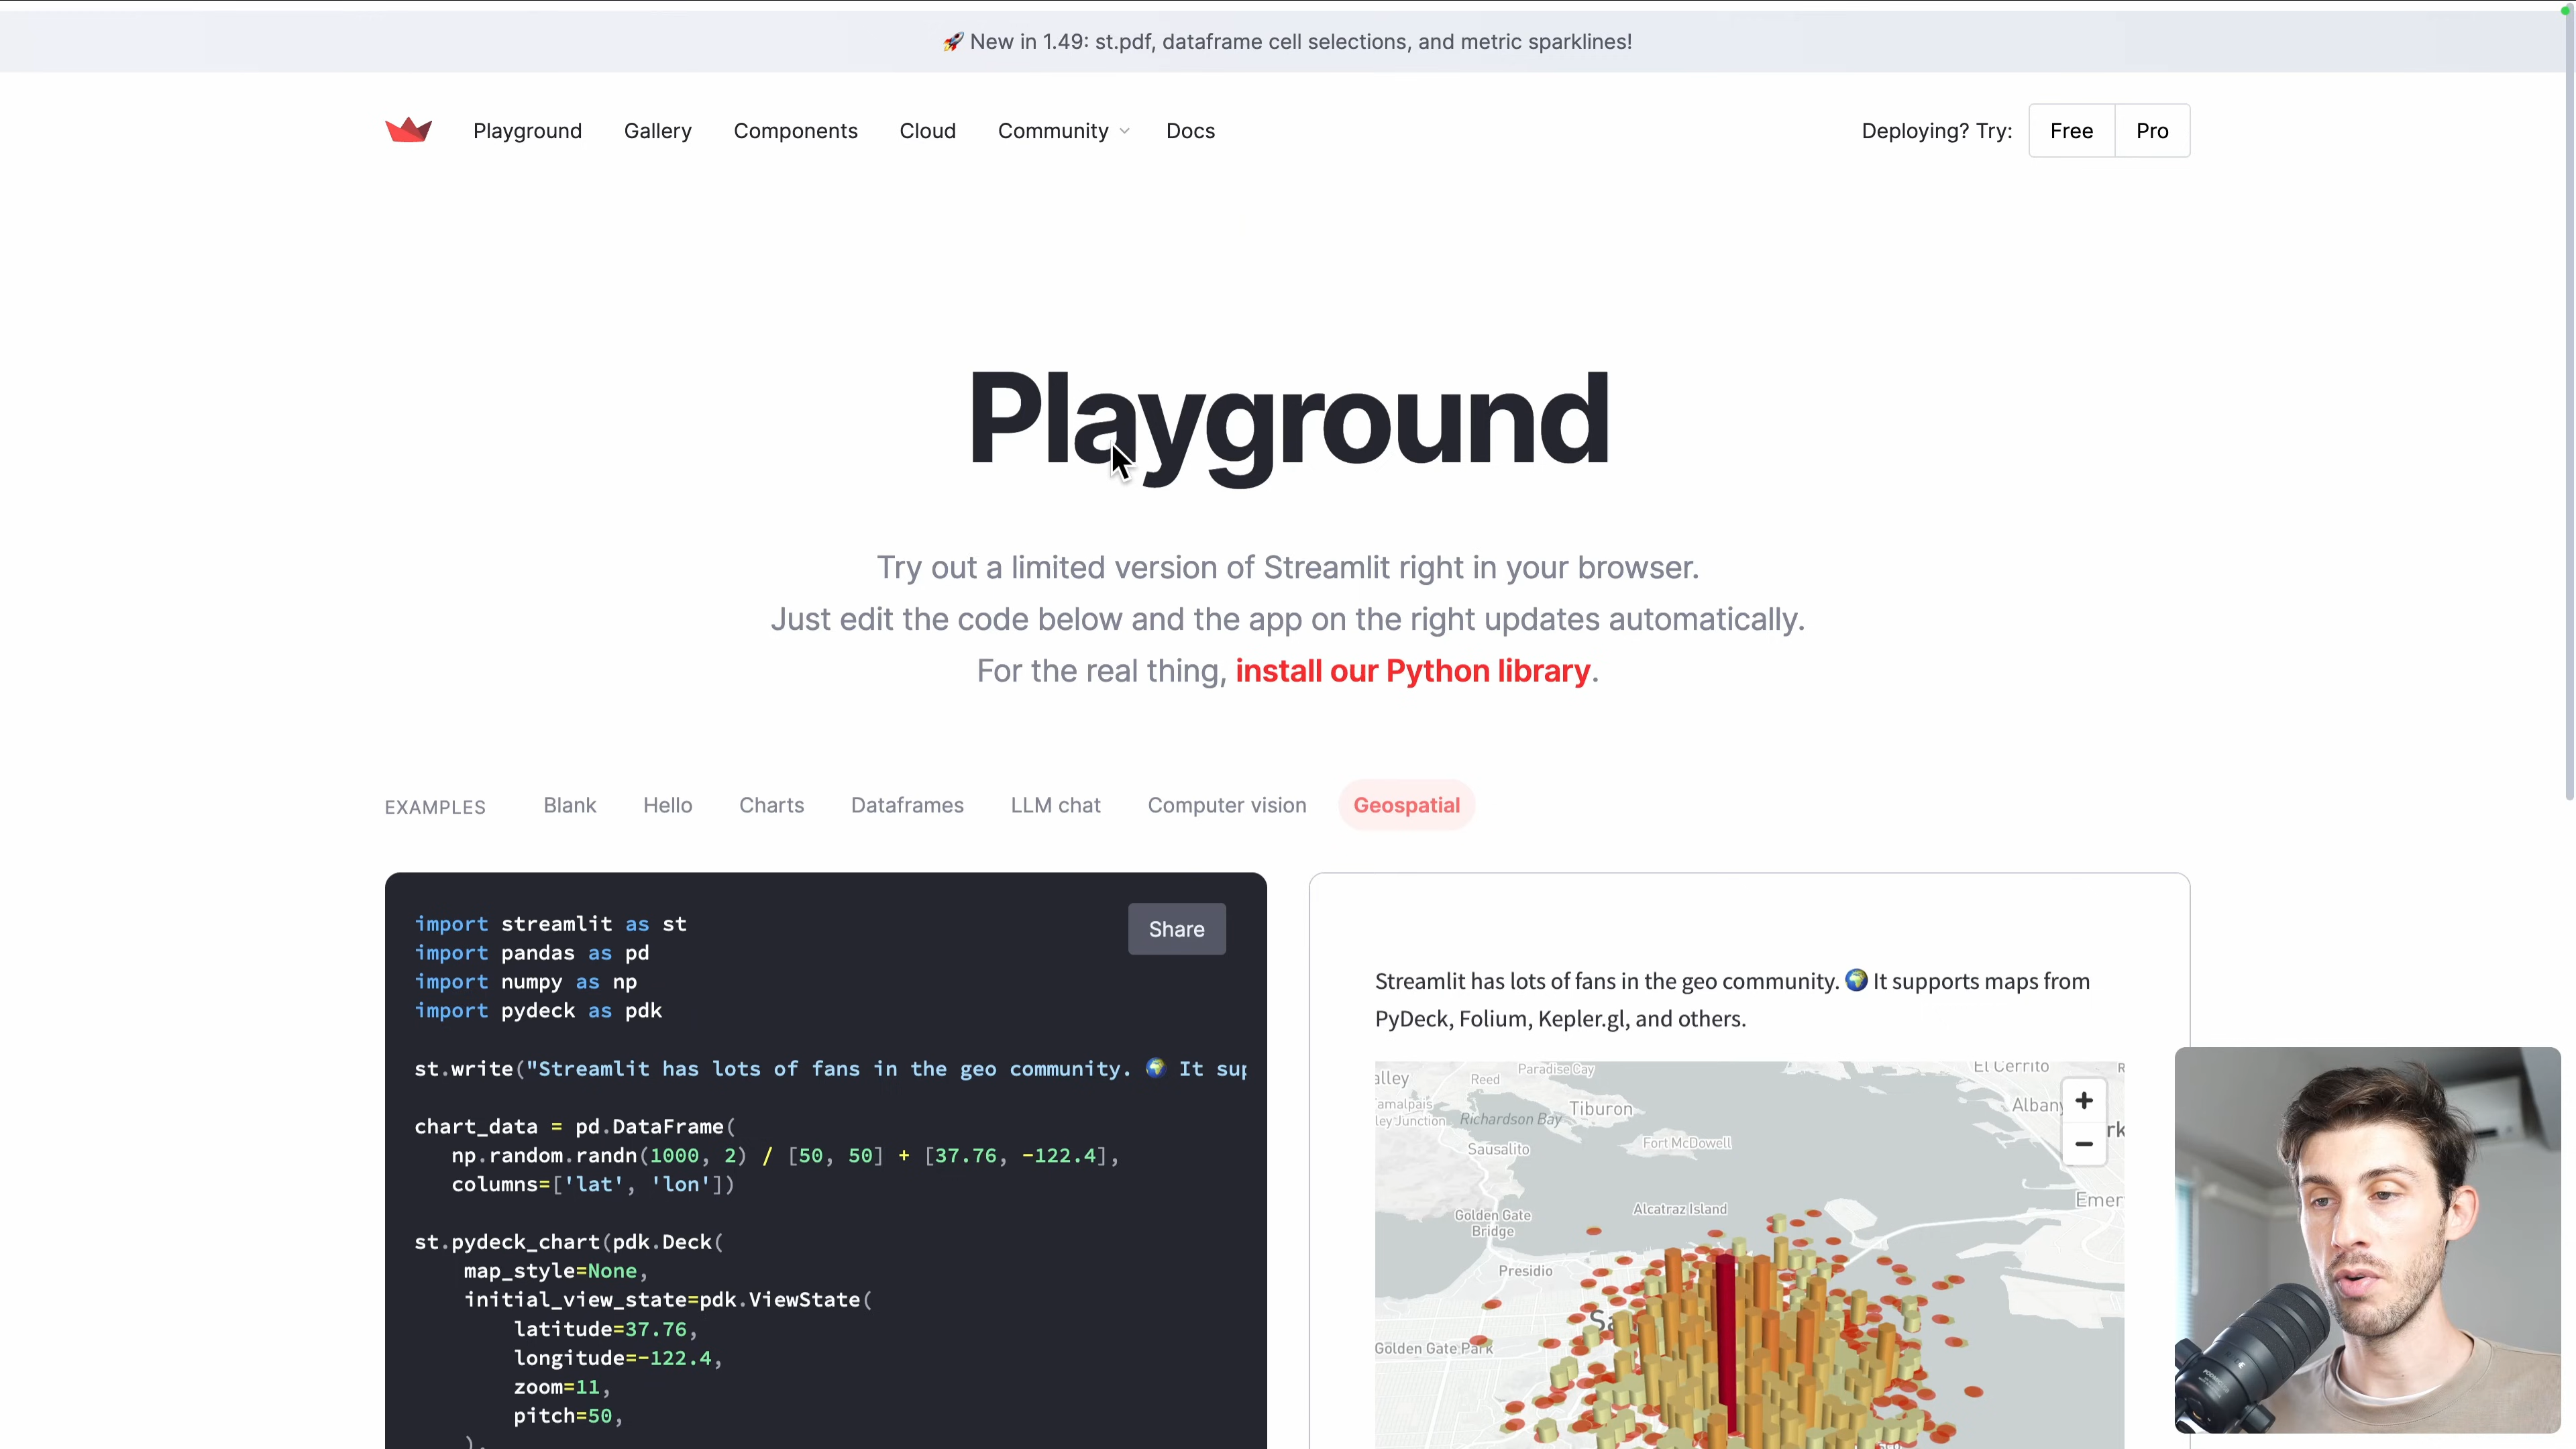 🚀 New in 1.49: st.pdf, dataframe cell selections, and metric sparklines!
Playground Gallery Components Cloud Community Docs Deploying? Try: Free Pro
Playground
Try out a limited version of Streamlit right in your browser.
Just edit the code below and the app on the right updates automatically.
For the real thing, install our Python library.
EXAMPLES Blank Hello Charts Dataframes LLM chat Computer vision Geospatial
Share
import streamlit as st
import pandas as pd
import numpy as np
import pydeck as pdk
st.write("Streamlit has lots of fans in the geo community. 🌍 It sup
chart_data = pd.DataFrame(
np.random.randn(1000, 2) / [50, 50] + [37.76, -122.4],
columns=['lat', 'lon'])
st.pydeck_chart(pdk.Deck(
map_style=None,
initial_view_state=pdk.ViewState(
latitude=37.76,
longitude=-122.4,
zoom=11,
pitch=50,
),
Streamlit has lots of fans in the geo community. 🌍 It supports maps from
PyDeck, Folium, Kepler.gl, and others.
El Cerrito
Paradise Cay
alley
Reed
amalpais
ley Junction
Richardson Bay
Tiburon
Albany
+
rk
Fort McDowell
Sausalito
−
Emer
Alcatraz Island
Golden Gate
Bridge
Presidio
Sa
Golden Gate Park